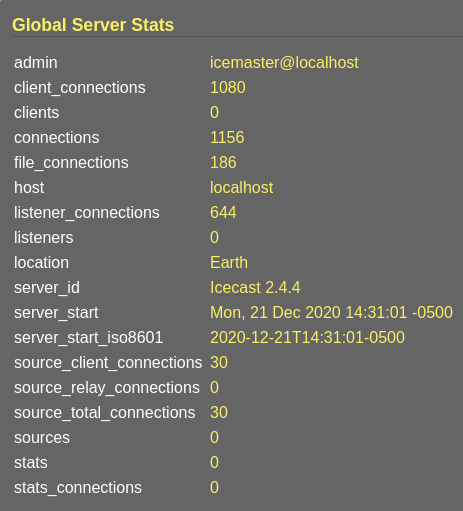 Global Server Stats
admin icemaster@localhost
client_connections 1080
clients 0
connections 1156
file_connections 186
host localhost
listener_connections 644
listeners 0
location Earth
server_id Icecast 2.4.4
server_start Mon, 21 Dec 2020 14:31:01 -0500
server_start_iso8601 2020-12-21T14:31:01-0500
source_client_connections 30
source_relay_connections 0
source_total_connections 30
sources 0
stats 0
stats_connections 0